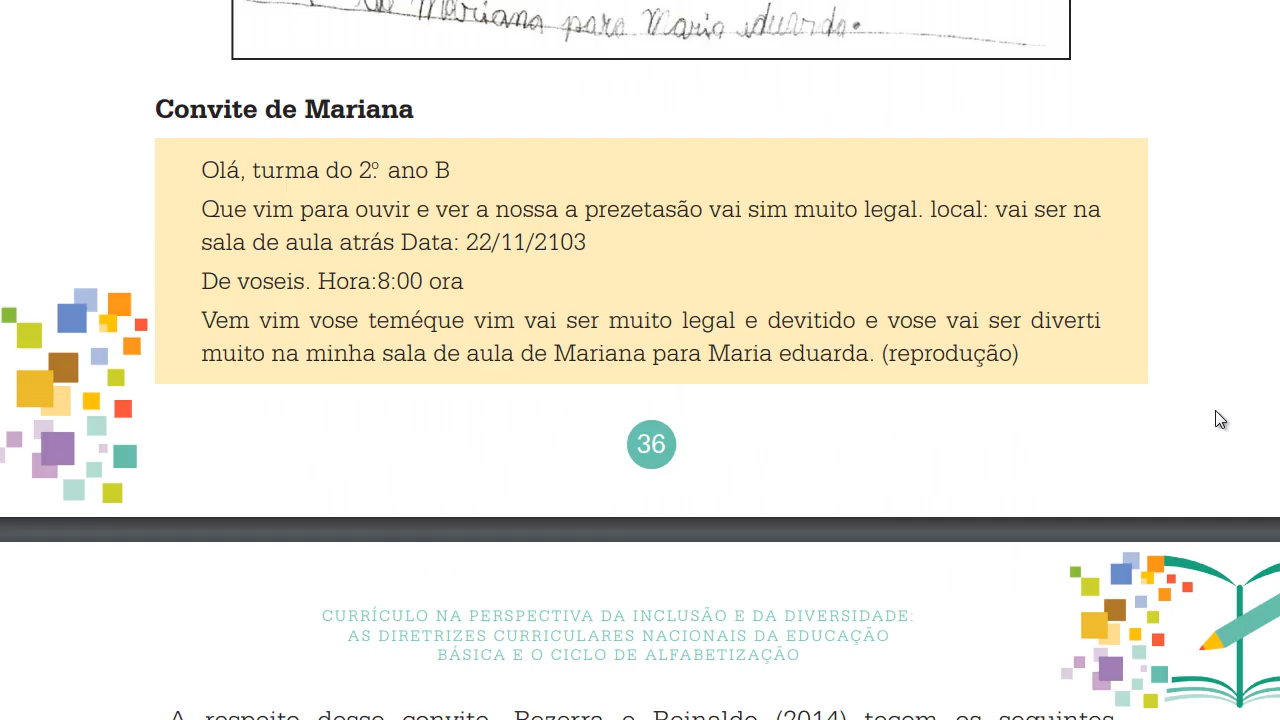 de Mariana para Maria eduarda.
Convite de Mariana
Olá, turma do 2º ano B
Que vim para ouvir e ver a nossa a prezetasão vai sim muito legal. local: vai ser na
sala de aula atrás Data: 22/11/2103
De voseis. Hora:8:00 ora
Vem vim vose teméque vim vai ser muito legal e devitido e vose vai ser diverti
muito na minha sala de aula de Mariana para Maria eduarda. (reprodução)
36
CURRÍCULO NA PERSPECTIVA DA INCLUSÃO E DA DIVERSIDADE:
AS DIRETRIZES CURRICULARES NACIONAIS DA EDUCAÇÃO
BÁSICA E O CICLO DE ALFABETIZAÇÃO
A respeito desse convite, Bezerra e Reinaldo (2014) tecem os seguintes